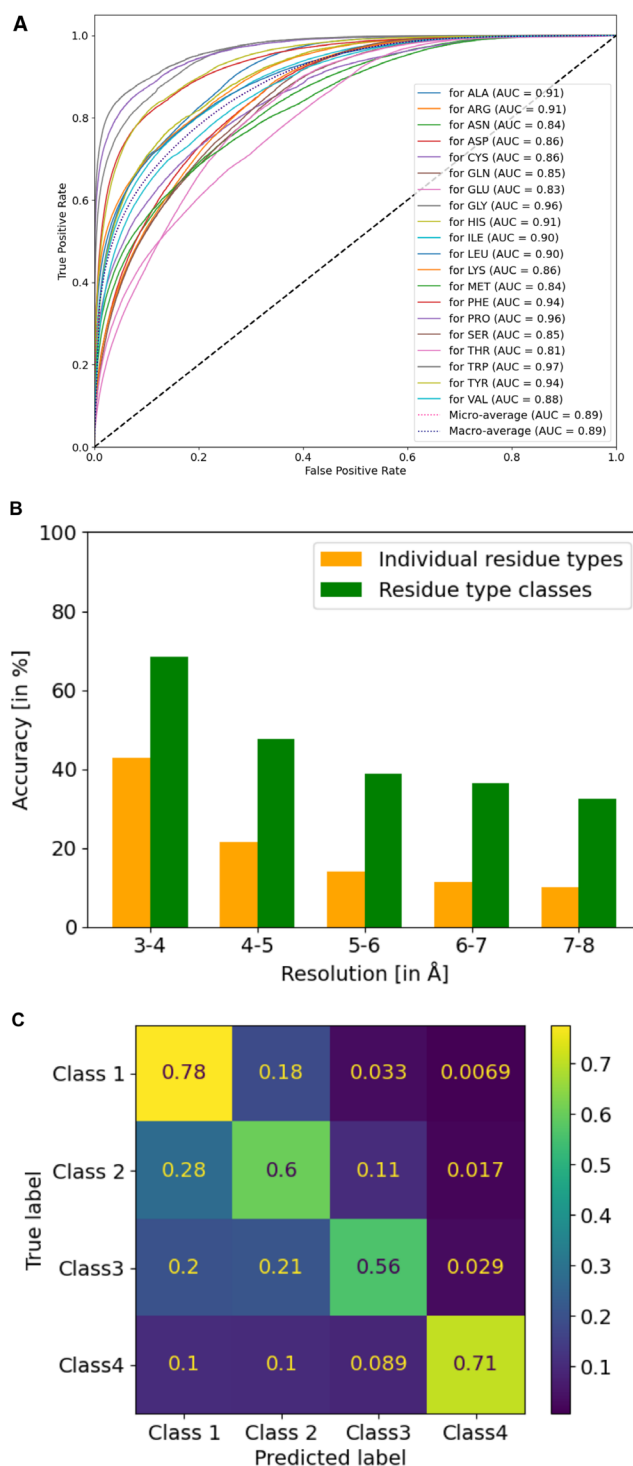 A
1.0
0.8
0.6
0.4
0.2
0.0
True Positive Rate
for ALA (AUC = 0.91)
for ARG (AUC = 0.91)
for ASN (AUC = 0.84)
for ASP (AUC = 0.86)
for CYS (AUC = 0.86)
for GLN (AUC = 0.85)
for GLU (AUC = 0.83)
for GLY (AUC = 0.96)
for HIS (AUC = 0.91)
for ILE (AUC = 0.90)
for LEU (AUC = 0.90)
for LYS (AUC = 0.86)
for MET (AUC = 0.84)
for PHE (AUC = 0.94)
for PRO (AUC = 0.96)
for SER (AUC = 0.85)
for THR (AUC = 0.81)
for TRP (AUC = 0.97)
for TYR (AUC = 0.94)
for VAL (AUC = 0.88)
Micro-average (AUC = 0.89)
Macro-average (AUC = 0.89)
0.0 0.2 0.4 0.6 0.8 1.0
False Positive Rate
B
100
80
60
40
20
0
Accuracy [in %]
Individual residue types
Residue type classes
3-4 4-5 5-6 6-7 7-8
Resolution [in Å]
C
True label
Class 1 0.78 0.18 0.033 0.0069
Class 2 0.28 0.6 0.11 0.017
Class3 0.2 0.21 0.56 0.029
Class4 0.1 0.1 0.089 0.71
Class 1 Class 2 Class3 Class4
Predicted label
0.7
0.6
0.5
0.4
0.3
0.2
0.1